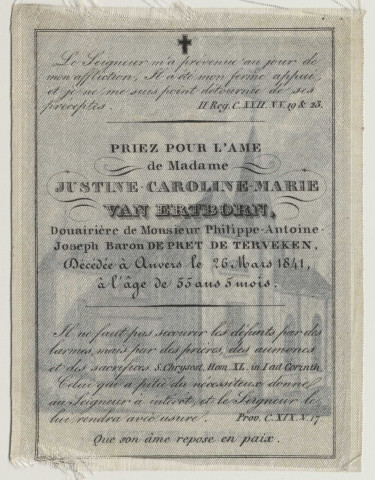 Le Seigneur m'a prévenue au jour de
mon affliction, Il a été mon ferme appui,
et je ne me suis point détournée de ses
préceptes. II Reg. C. XXII. V.V. 19 & 23.
PRIEZ POUR L'AME
de Madame
JUSTINE-CAROLINE-MARIE
VAN ERTBORN,
Douairière de Monsieur Philippe-Antoine-
Joseph Baron DE PRET DE TERVEKEN,
Décédée à Anvers le 26 Mars 1841,
à l'âge de 55 ans 5 mois.
Il ne faut pas secourir les défunts par des
larmes, mais par des prières, des aumones
et des sacrifices. S. Chrysost. Hom. XL. in I ad Corinth.
Celui qui a pitié du nécessiteux donne
au Seigneur à intérêt, et le Seigneur le
lui rendra avec usure. Prov. C. XIX. V. 17
Que son âme repose en paix.